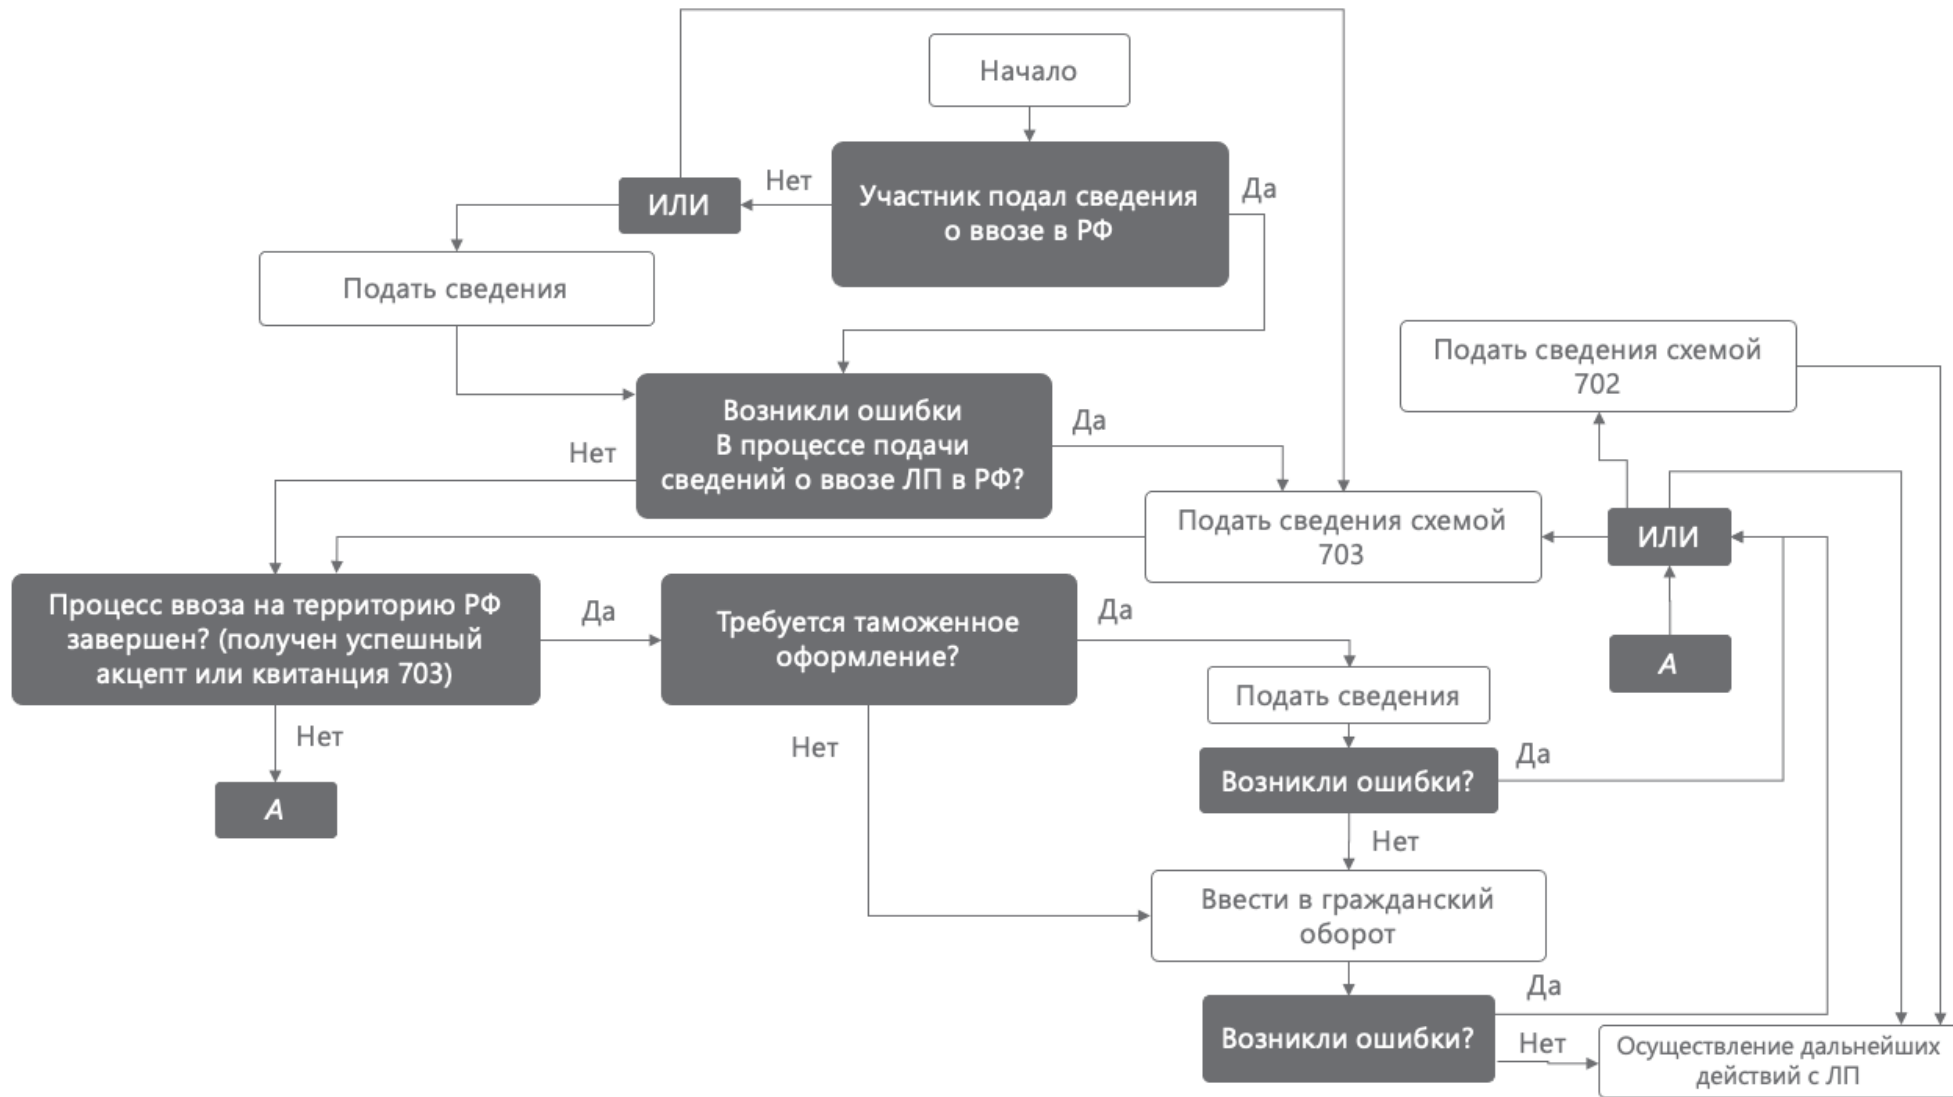 Начало
Нет
ИЛИ
Участник подал сведения
о ввозе в РФ
Да
Подать сведения
Возникли ошибки
В процессе подачи
сведений о ввозе ЛП в РФ?
Да
Нет
Подать сведения схемой
702
Подать сведения схемой
703
ИЛИ
А
Процесс ввоза на территорию РФ
завершен? (получен успешный
акцепт или квитанция 703)
Да
Требуется таможенное
оформление?
Да
Нет
А
Нет
Подать сведения
Возникли ошибки?
Да
Нет
Ввести в гражданский
оборот
Возникли ошибки?
Да
Нет
Осуществление дальнейших
действий с ЛП